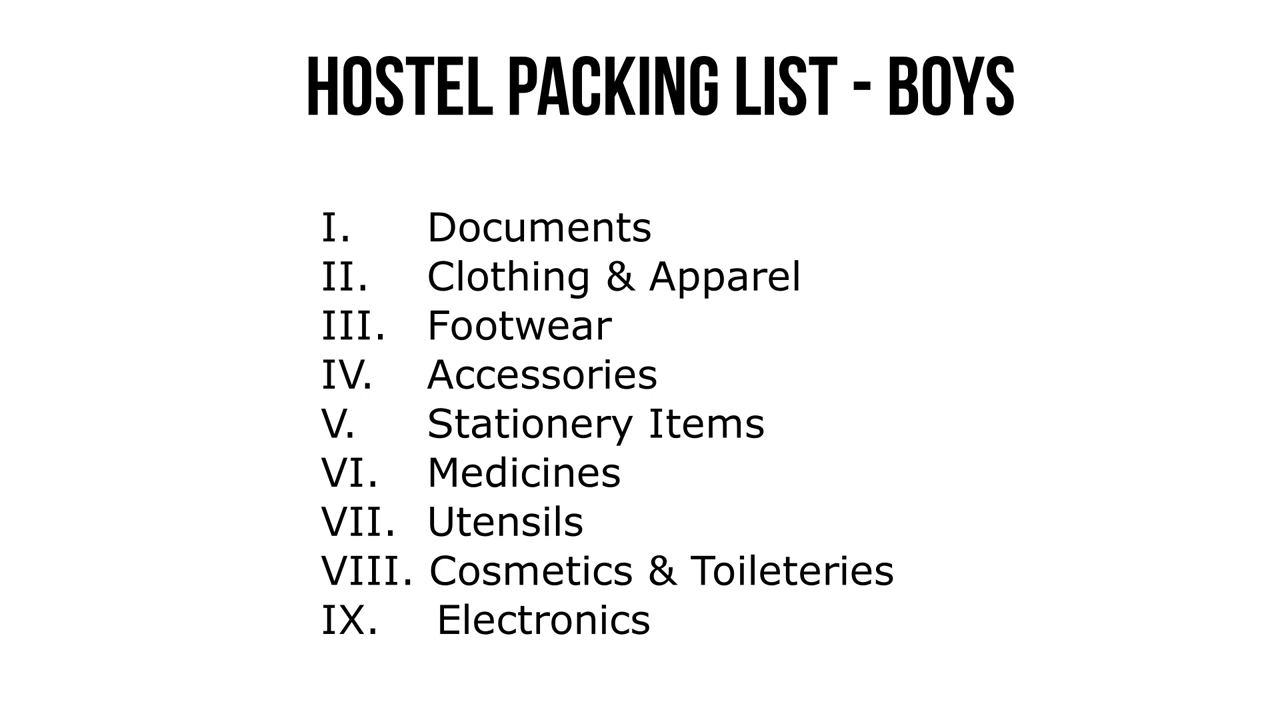 HOSTEL PACKING LIST - BOYS
I. Documents
II. Clothing & Apparel
III. Footwear
IV. Accessories
V. Stationery Items
VI. Medicines
VII. Utensils
VIII. Cosmetics & Toileteries
IX. Electronics